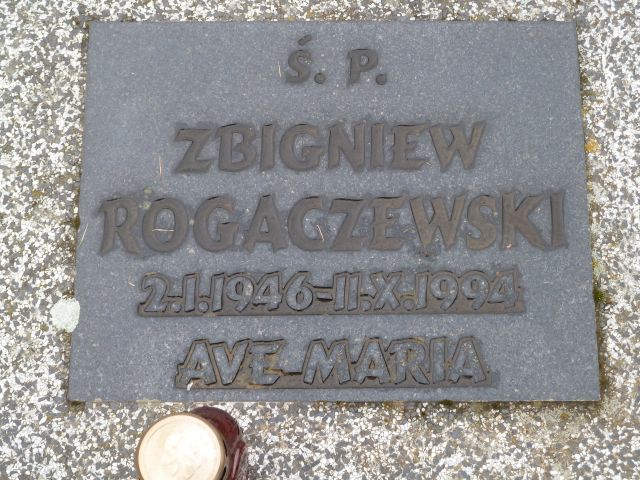 Ś. P.
ZBIGNIEW
ROGACZEWSKI
2.I.1946-11.X.1994
AVE MARIA